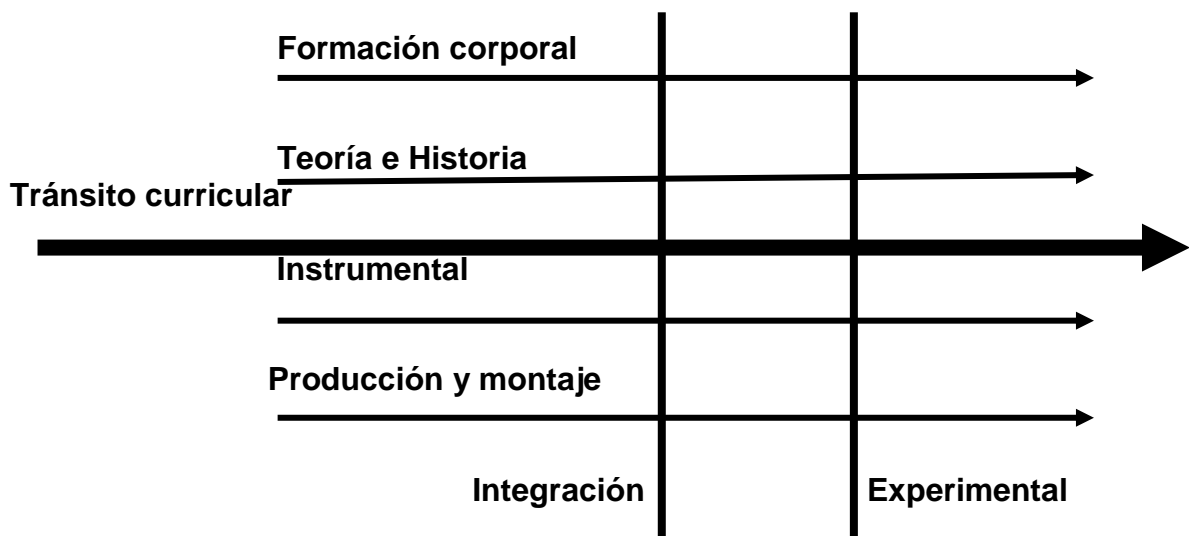 Formación corporal
Teoría e Historia
Tránsito curricular
Instrumental
Producción y montaje
Integración
Experimental